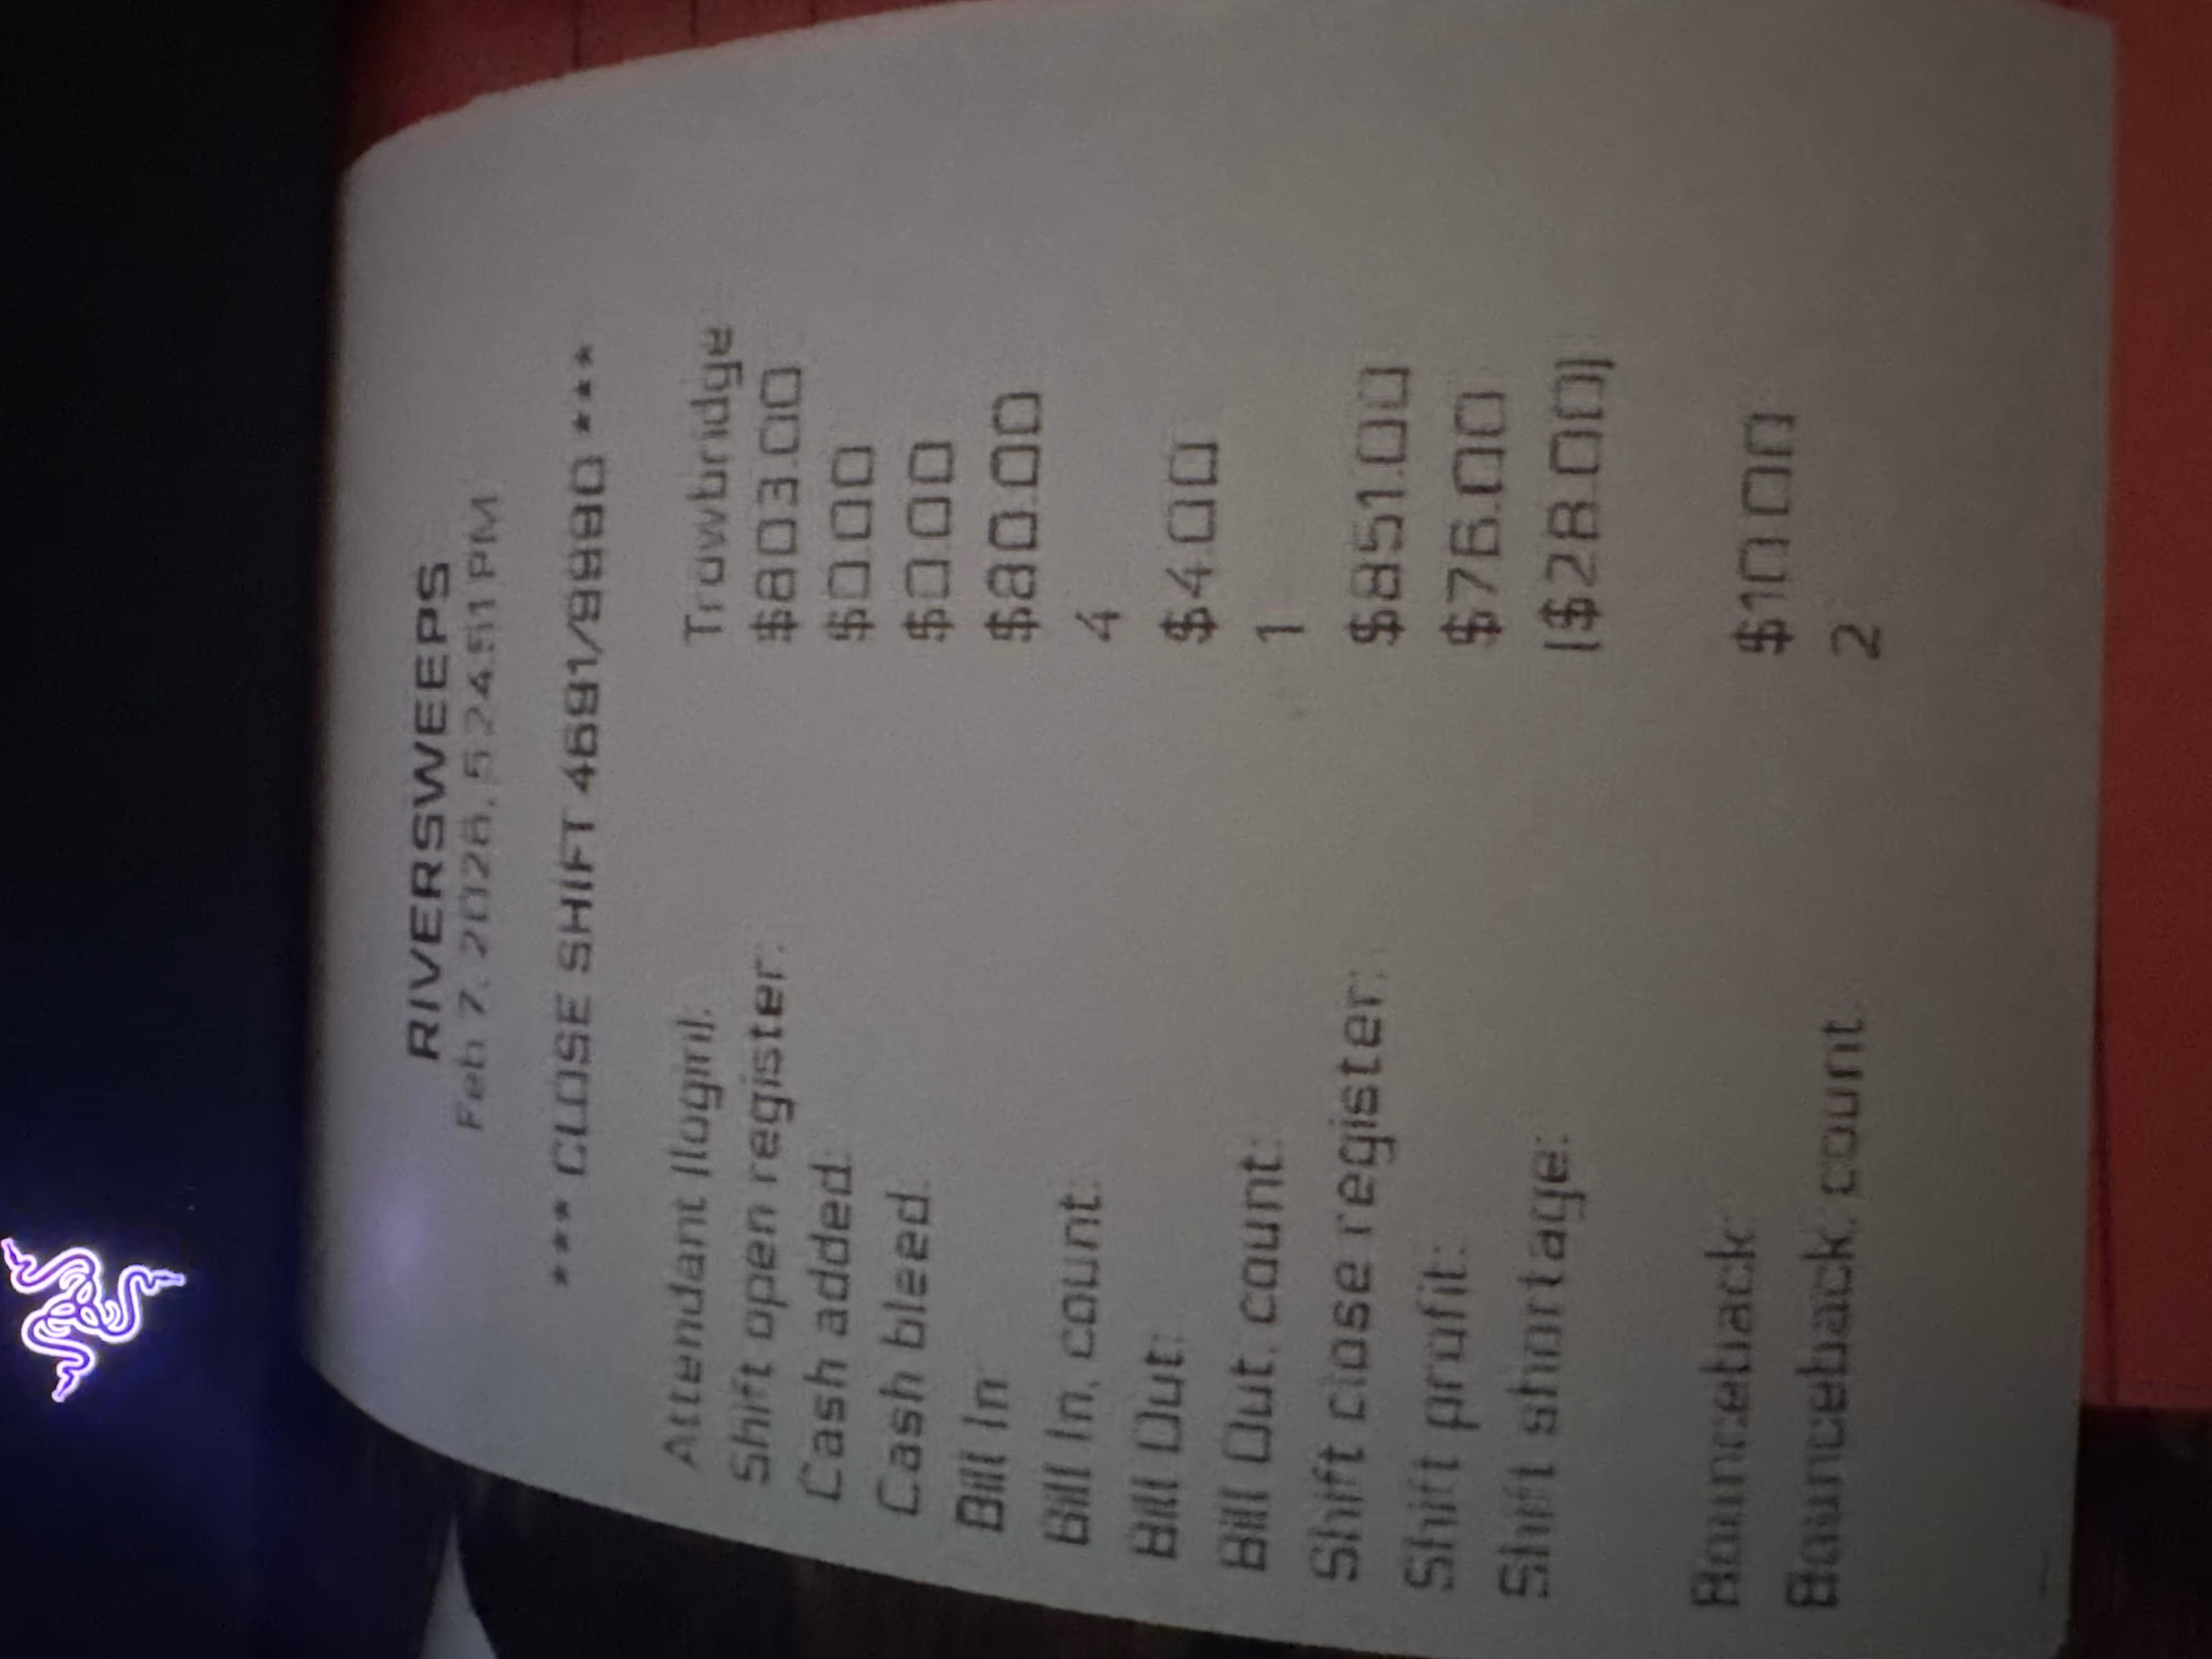 RIVERSWEEPS
Feb 7, 2026, 5:24:51 PM
*** CLOSE SHIFT 4691/9980 ***
Attendant (login): Trowbridge
Shift open register: $803.00
Cash added: $0.00
Cash bleed: $0.00
Bill In: $80.00
Bill In, count: 4
Bill Out: $4.00
Bill Out, count: 1
Shift close register: $851.00
Shift profit: $76.00
Shift shortage: ($28.00)
Bounceback: $10.00
Bounceback, count: 2